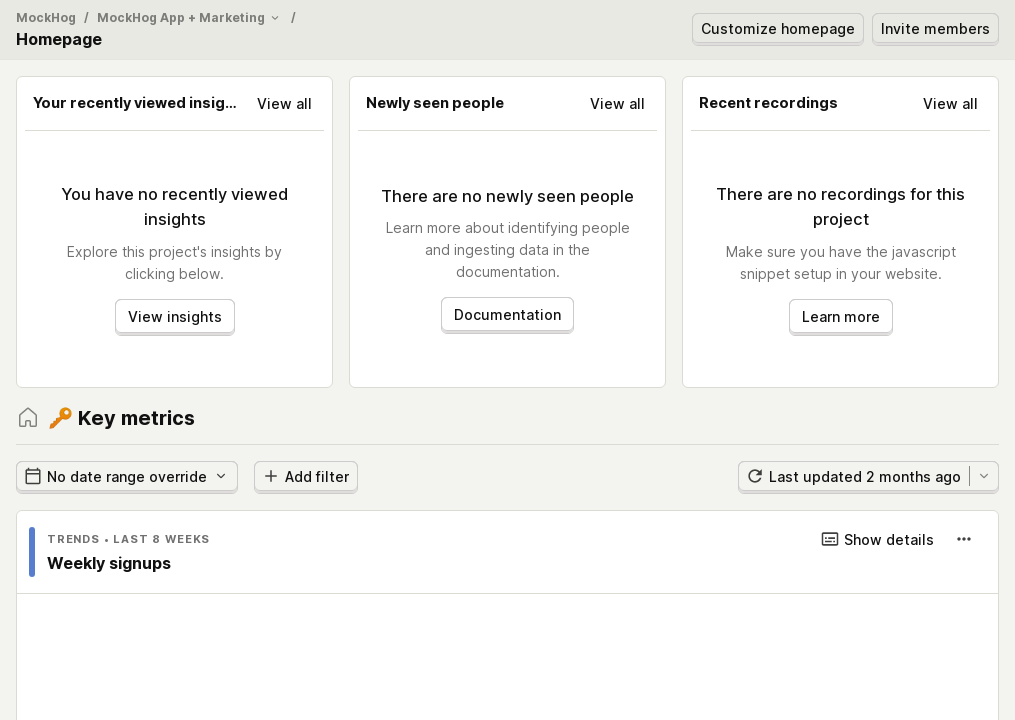 MockHog / MockHog App + Marketing /
Homepage
Customize homepage
Invite members
Your recently viewed insig...
View all
You have no recently viewed
insights
Explore this project's insights by
clicking below.
View insights
Newly seen people
View all
There are no newly seen people
Learn more about identifying people
and ingesting data in the
documentation.
Documentation
Recent recordings
View all
There are no recordings for this
project
Make sure you have the javascript
snippet setup in your website.
Learn more
🔑 Key metrics
No date range override
Add filter
Last updated 2 months ago
TRENDS • LAST 8 WEEKS
Show details
Weekly signups